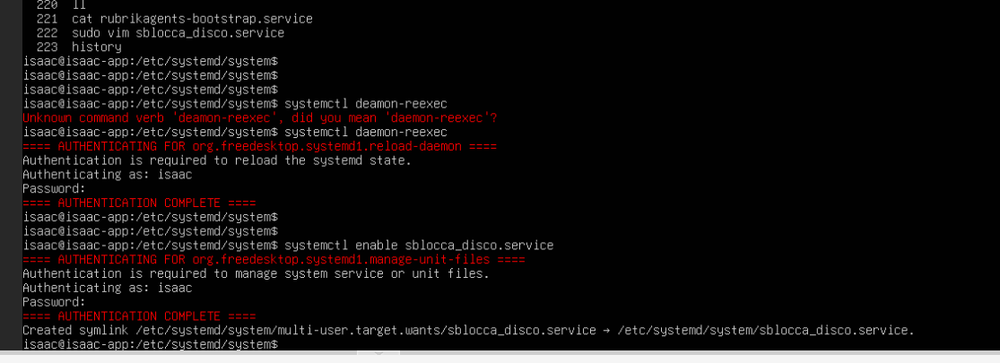 220  ll
221  cat rubrikagents-bootstrap.service
222  sudo vim sblocca_disco.service
223  history
isaac@isaac-app:/etc/systemd/system$
isaac@isaac-app:/etc/systemd/system$
isaac@isaac-app:/etc/systemd/system$
isaac@isaac-app:/etc/systemd/system$ systemctl deamon-reexec
Unknown command verb 'deamon-reexec', did you mean 'daemon-reexec'?
isaac@isaac-app:/etc/systemd/system$ systemctl daemon-reexec
==== AUTHENTICATING FOR org.freedesktop.systemd1.reload-daemon ====
Authentication is required to reload the systemd state.
Authenticating as: isaac
Password:
==== AUTHENTICATION COMPLETE ====
isaac@isaac-app:/etc/systemd/system$
isaac@isaac-app:/etc/systemd/system$
isaac@isaac-app:/etc/systemd/system$ systemctl enable sblocca_disco.service
==== AUTHENTICATING FOR org.freedesktop.systemd1.manage-unit-files ====
Authentication is required to manage system service or unit files.
Authenticating as: isaac
Password:
==== AUTHENTICATION COMPLETE ====
Created symlink /etc/systemd/system/multi-user.target.wants/sblocca_disco.service → /etc/systemd/system/sblocca_disco.service.
isaac@isaac-app:/etc/systemd/system$